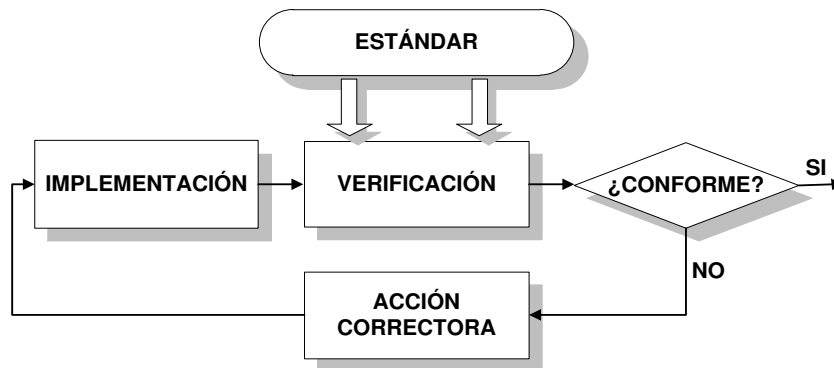 ESTÁNDAR
IMPLEMENTACIÓN
VERIFICACIÓN
¿CONFORME?
SI
NO
ACCIÓN
CORRECTORA